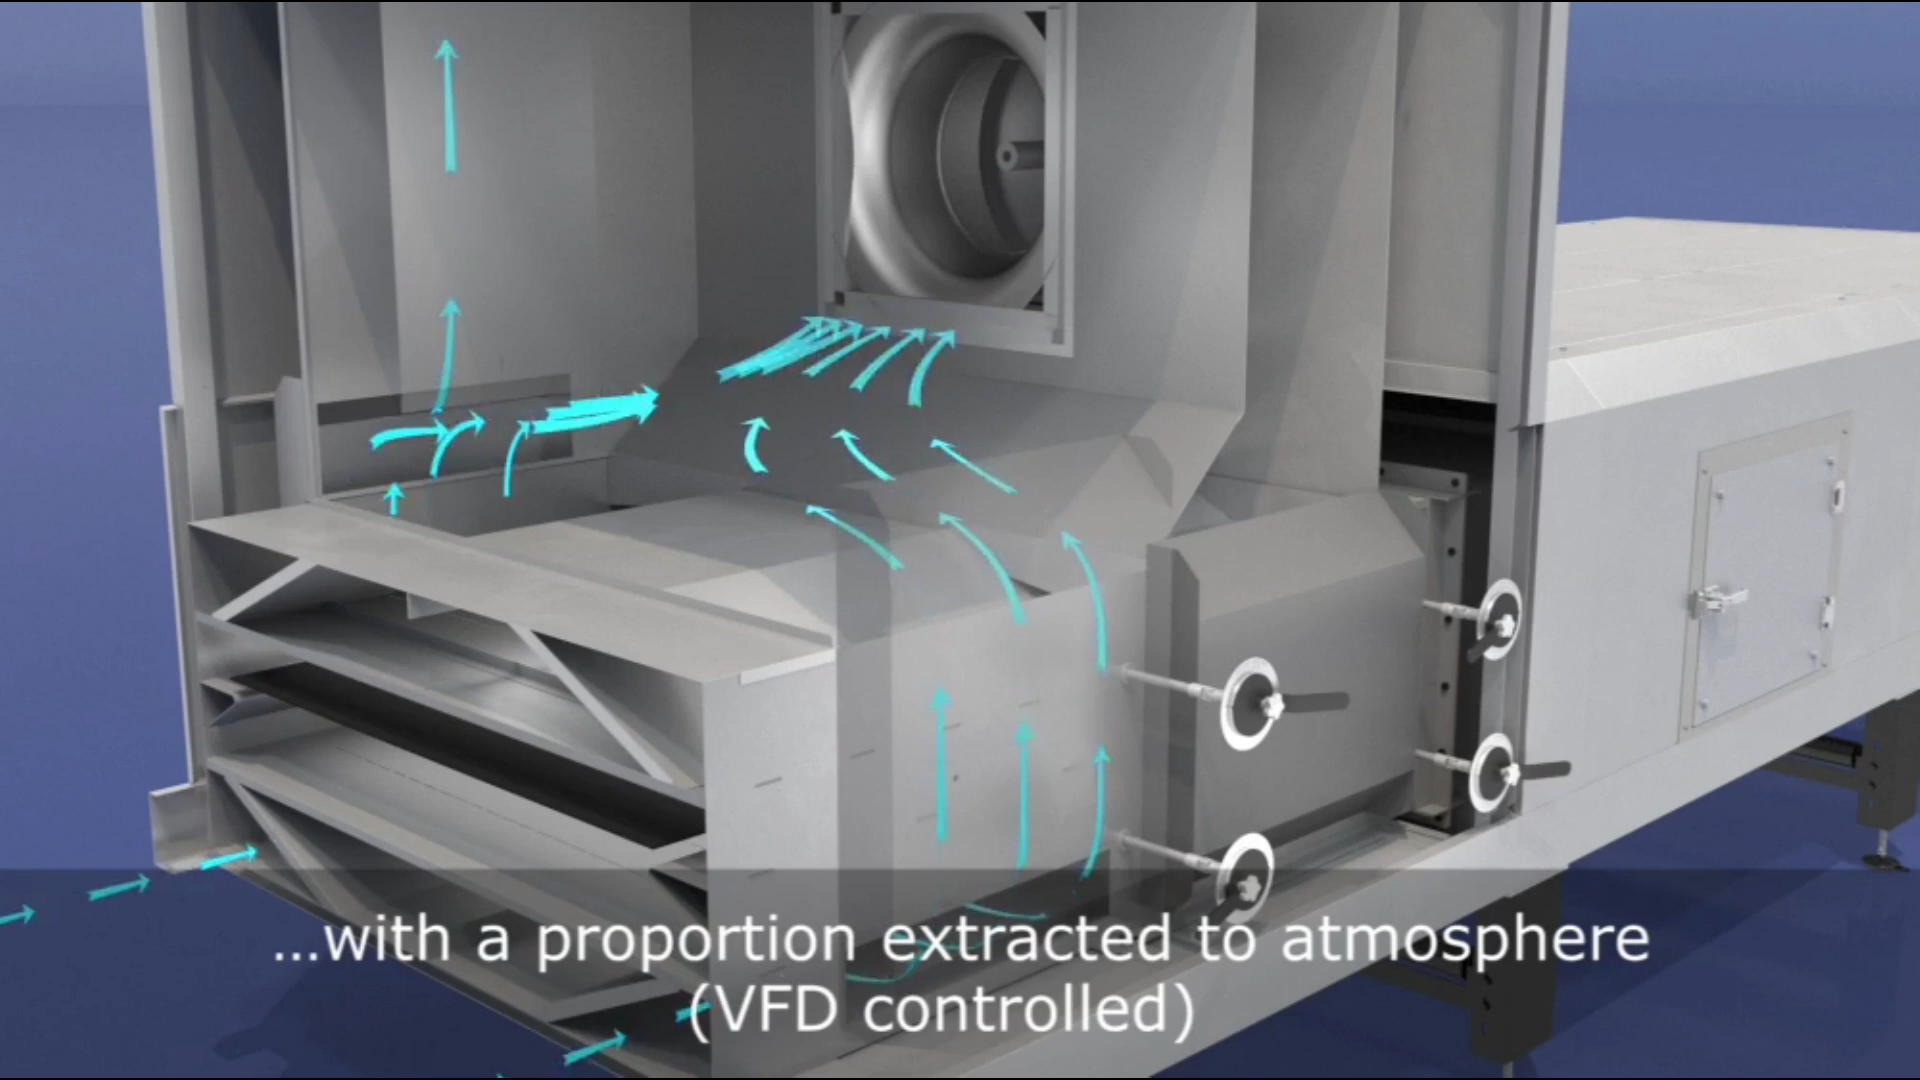 ...with a proportion extracted to atmosphere
(VFD controlled)